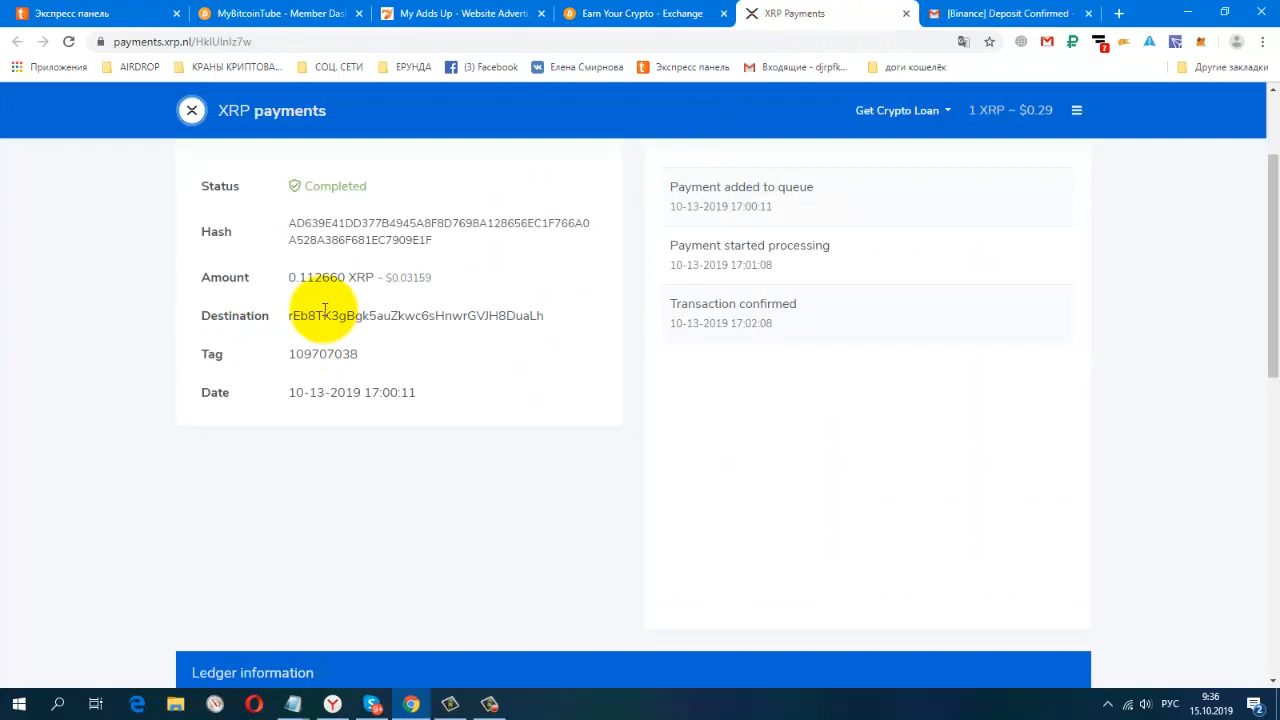 Экспресс панель
MyBitcoinTube - Member Das
My Adds Up - Website Adverti
Earn Your Crypto - Exchange
XRP Payments
[Binance] Deposit Confirmed -
payments.xrp.nl/HklUlnIz7w
7
Приложения
AIRDROP
КРАНЫ КРИПТОВА...
СОЦ. СЕТИ
ЕРУНДА
(3) Facebook
Елена Смирнова
Экспресс панель
Входящие - djrpfk...
доги кошелёк
Другие закладки
XRP payments
Get Crypto Loan
1 XRP ~ $0.29
Status
Completed
Hash
AD639E41DD377B4945A8F8D7698A128656EC1F766A0
A528A386F681EC7909E1F
Amount
0.112660 XRP ~ $0.03159
Destination
rEb8TK3gBgk5auZkwc6sHnwrGVJH8DuaLh
Tag
109707038
Date
10-13-2019 17:00:11
Payment added to queue
10-13-2019 17:00:11
Payment started processing
10-13-2019 17:01:08
Transaction confirmed
10-13-2019 17:02:08
Ledger information
РУС
9:36
15.10.2019
2